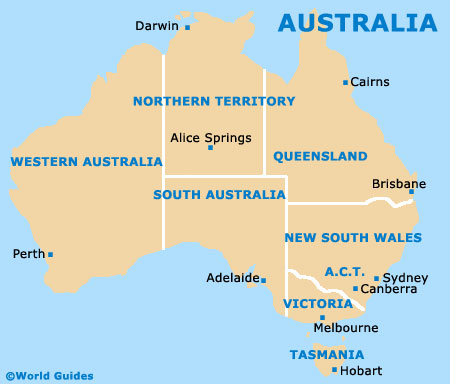 AUSTRALIA
Darwin
Cairns
NORTHERN TERRITORY
Alice Springs
WESTERN AUSTRALIA
QUEENSLAND
Brisbane
SOUTH AUSTRALIA
NEW SOUTH WALES
Perth
Adelaide
A.C.T.
Sydney
Canberra
VICTORIA
Melbourne
TASMANIA
Hobart
©World Guides